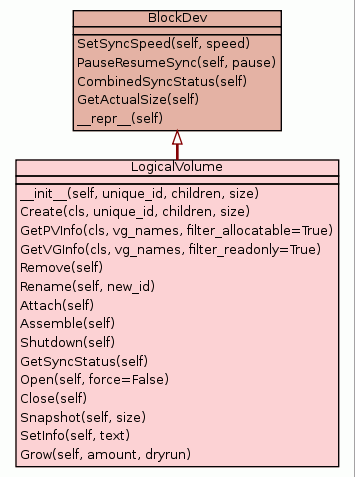 BlockDev
SetSyncSpeed(self, speed)
PauseResumeSync(self, pause)
CombinedSyncStatus(self)
GetActualSize(self)
__repr__(self)
LogicalVolume
__init__(self, unique_id, children, size)
Create(cls, unique_id, children, size)
GetPVInfo(cls, vg_names, filter_allocatable=True)
GetVGInfo(cls, vg_names, filter_readonly=True)
Remove(self)
Rename(self, new_id)
Attach(self)
Assemble(self)
Shutdown(self)
GetSyncStatus(self)
Open(self, force=False)
Close(self)
Snapshot(self, size)
SetInfo(self, text)
Grow(self, amount, dryrun)